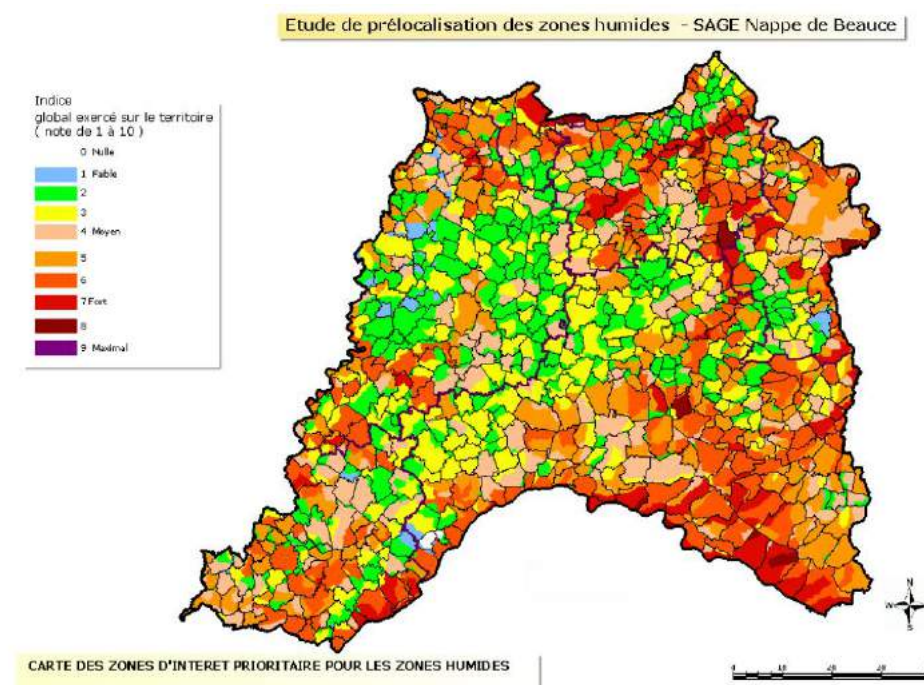 Etude de prélocalisation des zones humides - SAGE Nappe de Beauce
Indice
global exercé sur le territoire
( note de 1 à 10 )
0 Nulle
1 Fable
2
3
4 Moyen
5
6
7 Fort
8
9 Maximal
N
W
S
CARTE DES ZONES D'INTERET PRIORITAIRE POUR LES ZONES HUMIDES
0